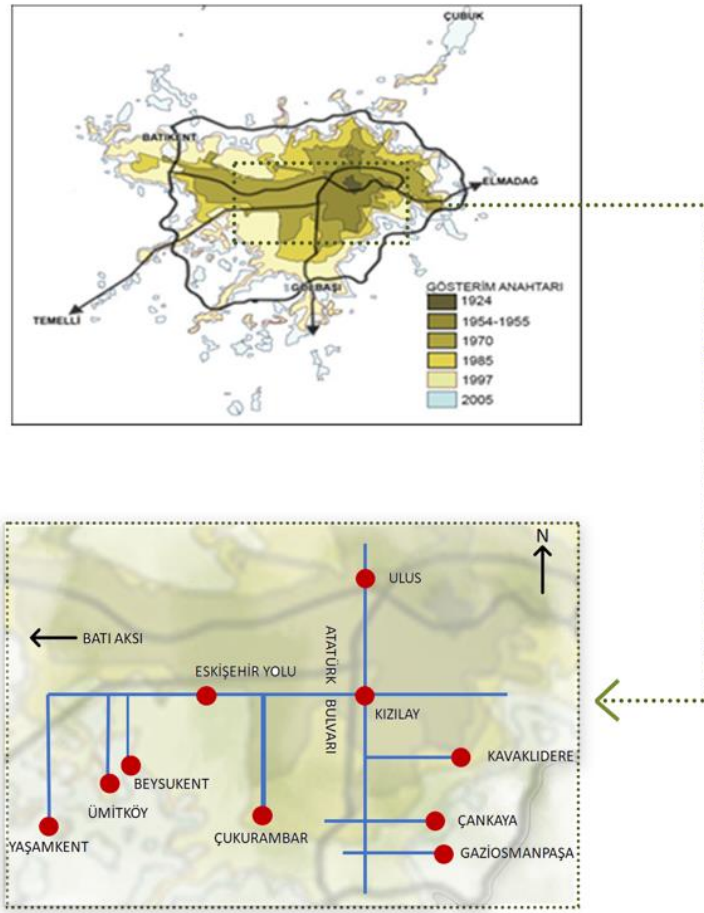 ÇUBUK
BATIKENT
ELMADAĞ
GÖLBAŞI
TEMELLİ
GÖSTERİM ANAHTARI
1924
1954-1955
1970
1985
1997
2005
N
ULUS
BATI AKSI
ATATÜRK BULVARI
ESKİŞEHİR YOLU
KIZILAY
KAVAKLIDERE
BEYSUKENT
ÜMİTKÖY
ÇANKAYA
YAŞAMKENT
ÇUKURAMBAR
GAZİOSMANPAŞA